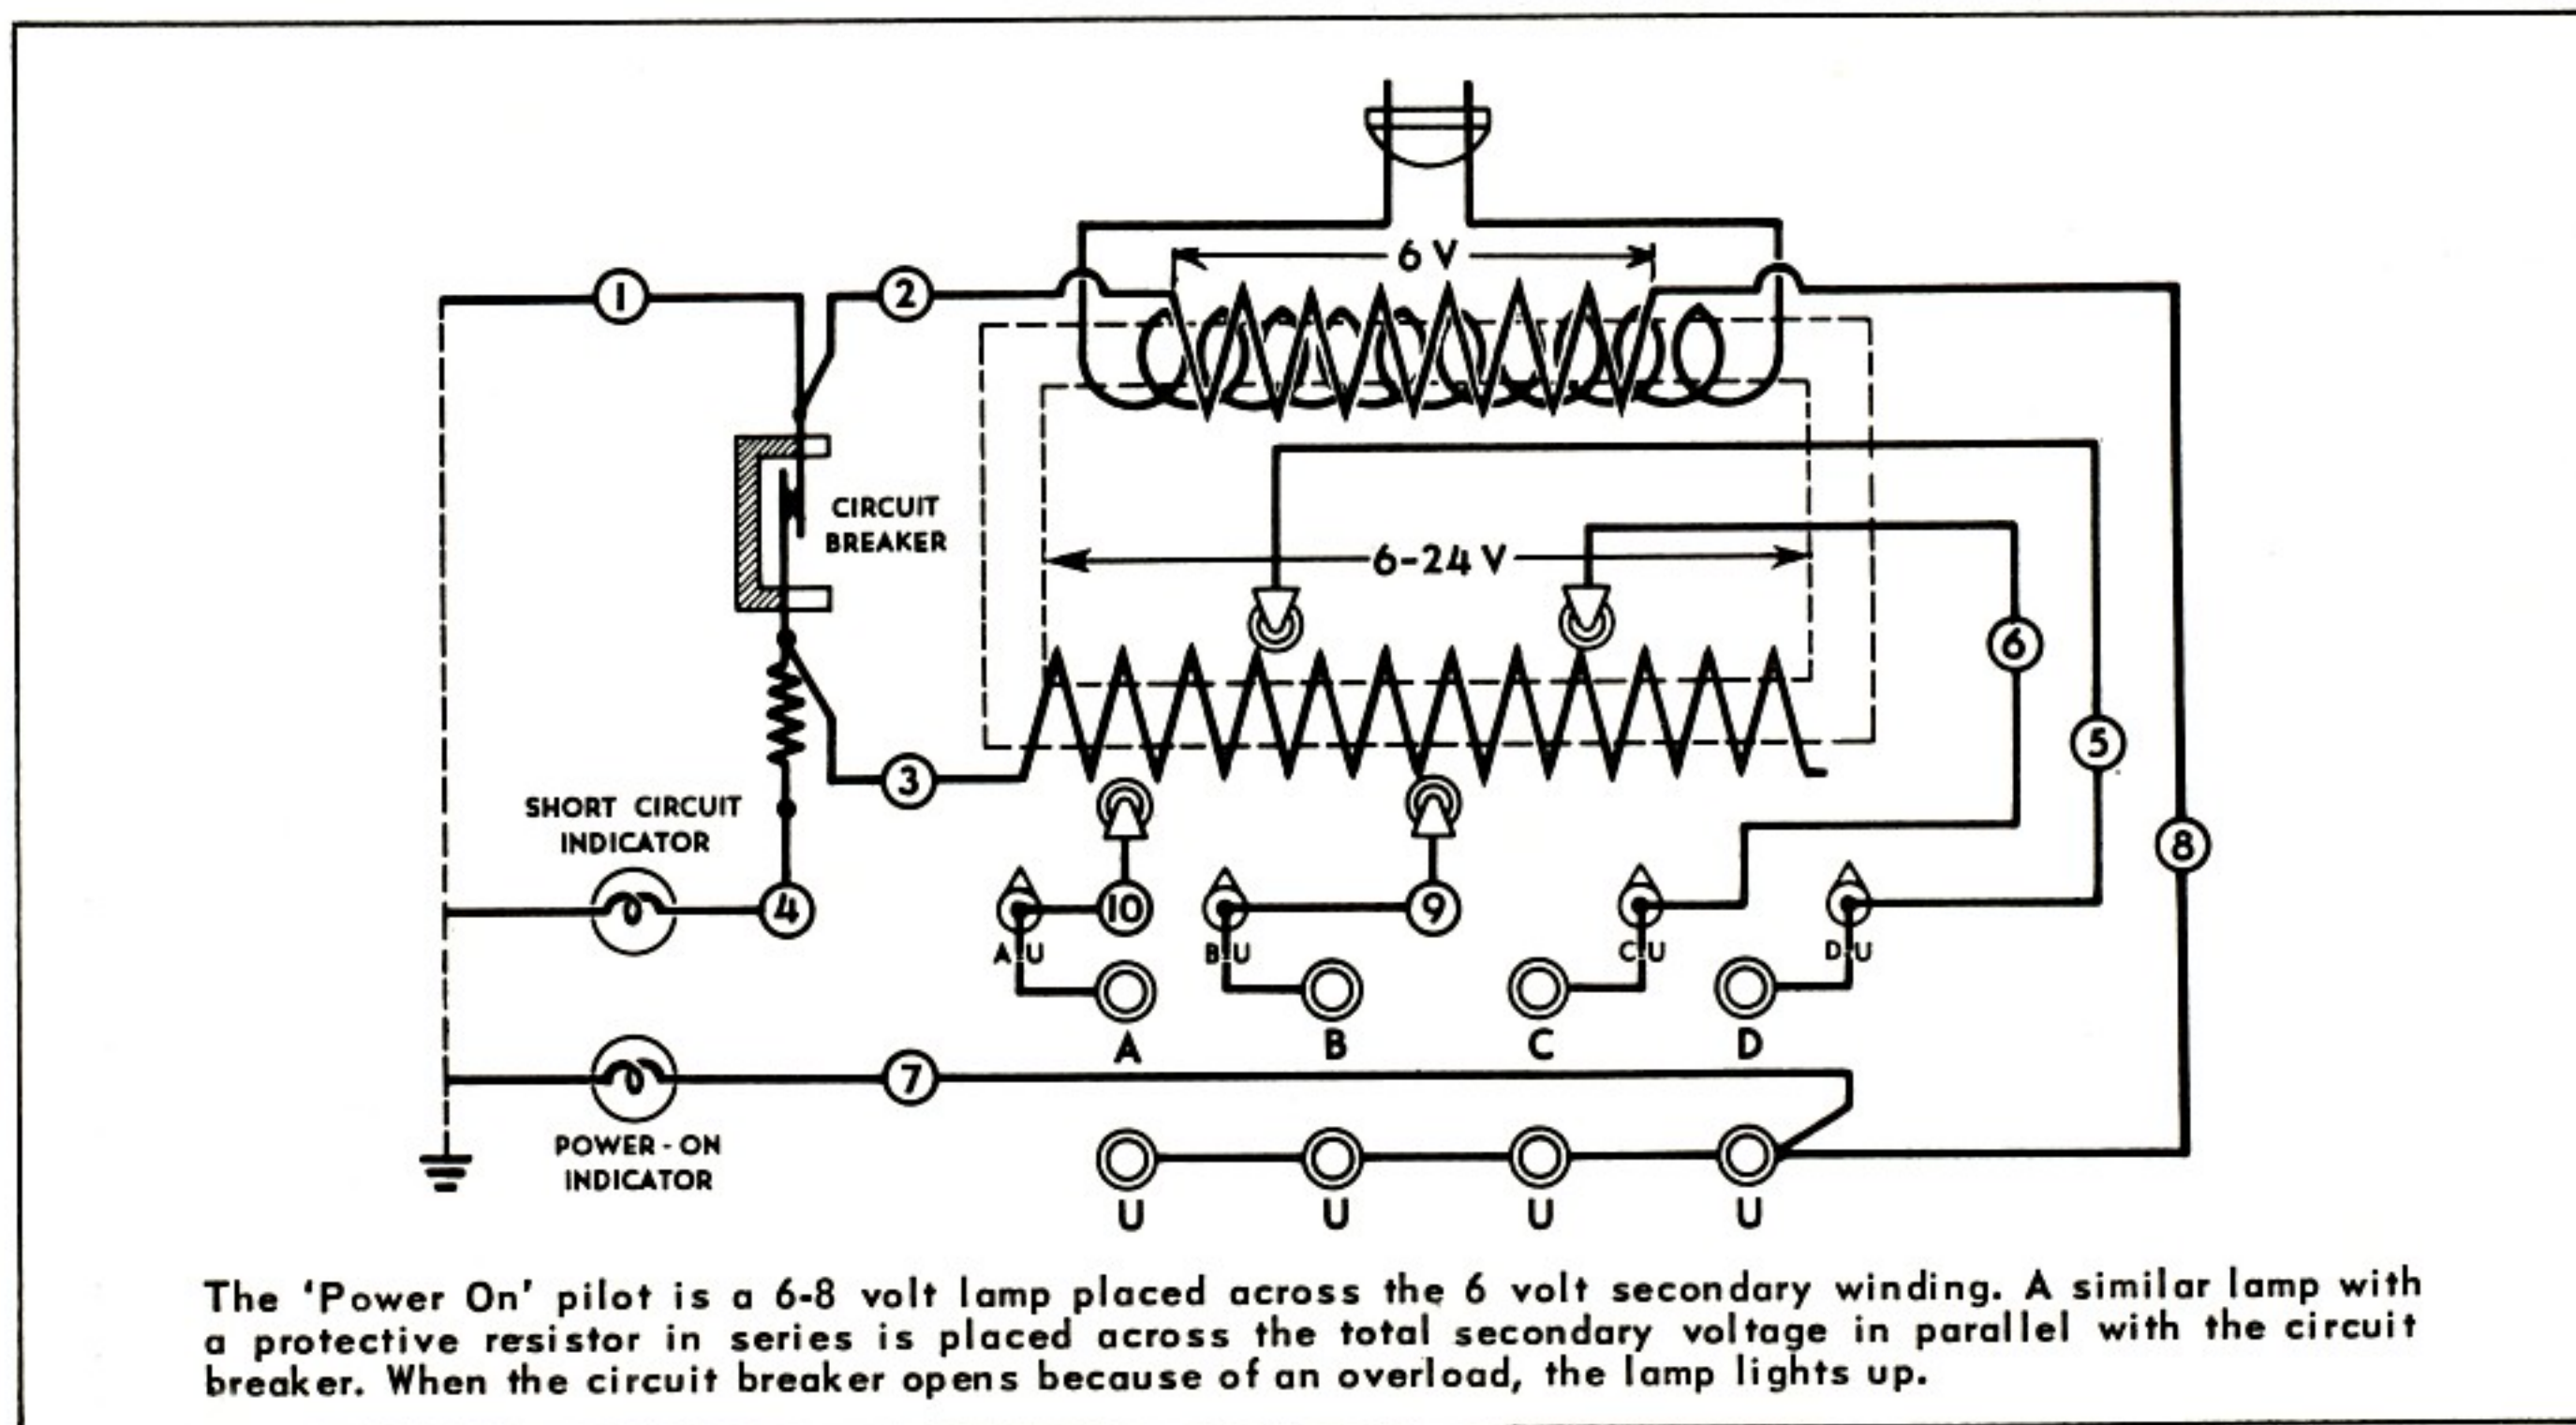 6 V
1
2
CIRCUIT
BREAKER
6-24 V
6
5
3
SHORT CIRCUIT
INDICATOR
8
4
10
9
A U
B U
C U
D U
A
B
C
D
7
POWER-ON
INDICATOR
U
U
U
U
The 'Power On' pilot is a 6-8 volt lamp placed across the 6 volt secondary winding. A similar lamp with
a protective resistor in series is placed across the total secondary voltage in parallel with the circuit
breaker. When the circuit breaker opens because of an overload, the lamp lights up.